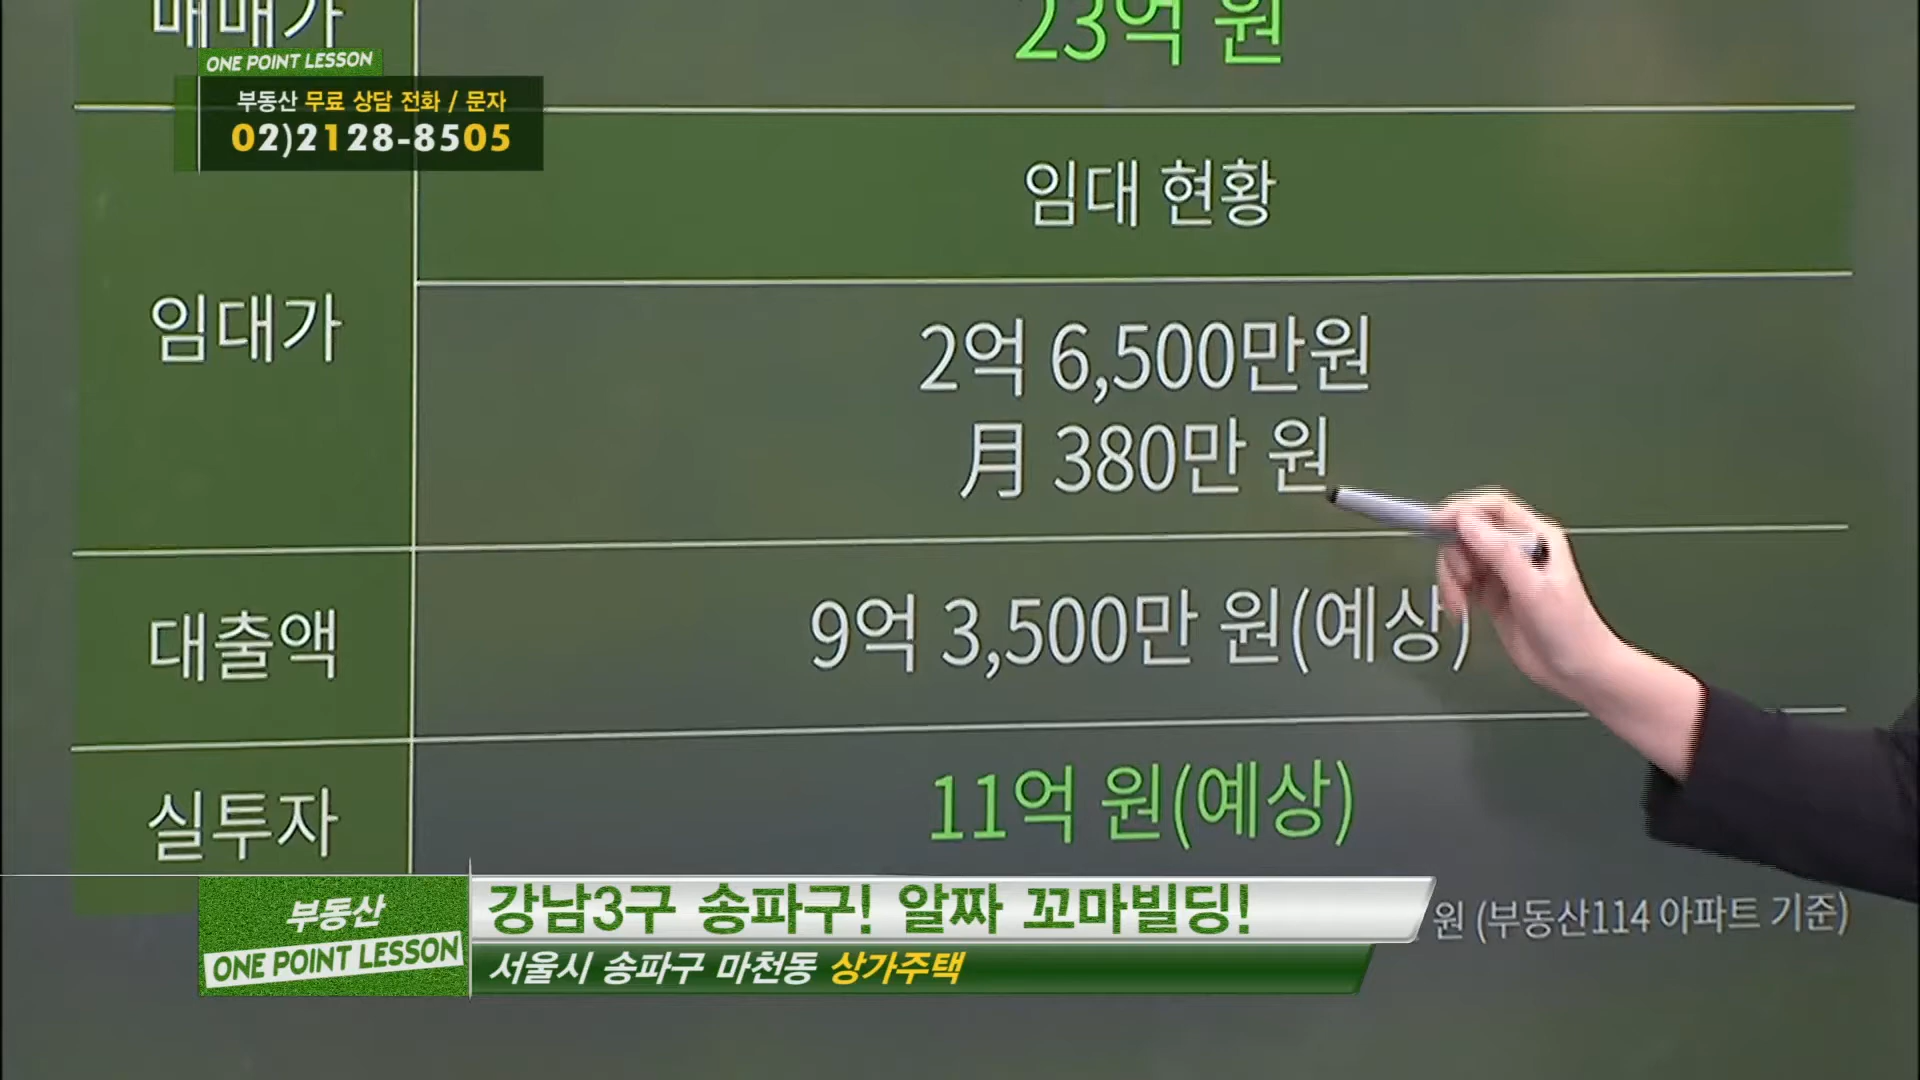 매매가
23억 원
ONE POINT LESSON
부동산 무료 상담 전화 / 문자
02)2128-8505
임대 현황
임대가
2억 6,500만원
月 380만 원
대출액
9억 3,500만 원(예상)
실투자
11억 원(예상)
원 (부동산114 아파트 기준)
부동산
ONE POINT LESSON
강남3구 송파구! 알짜 꼬마빌딩!
서울시 송파구 마천동 상가주택